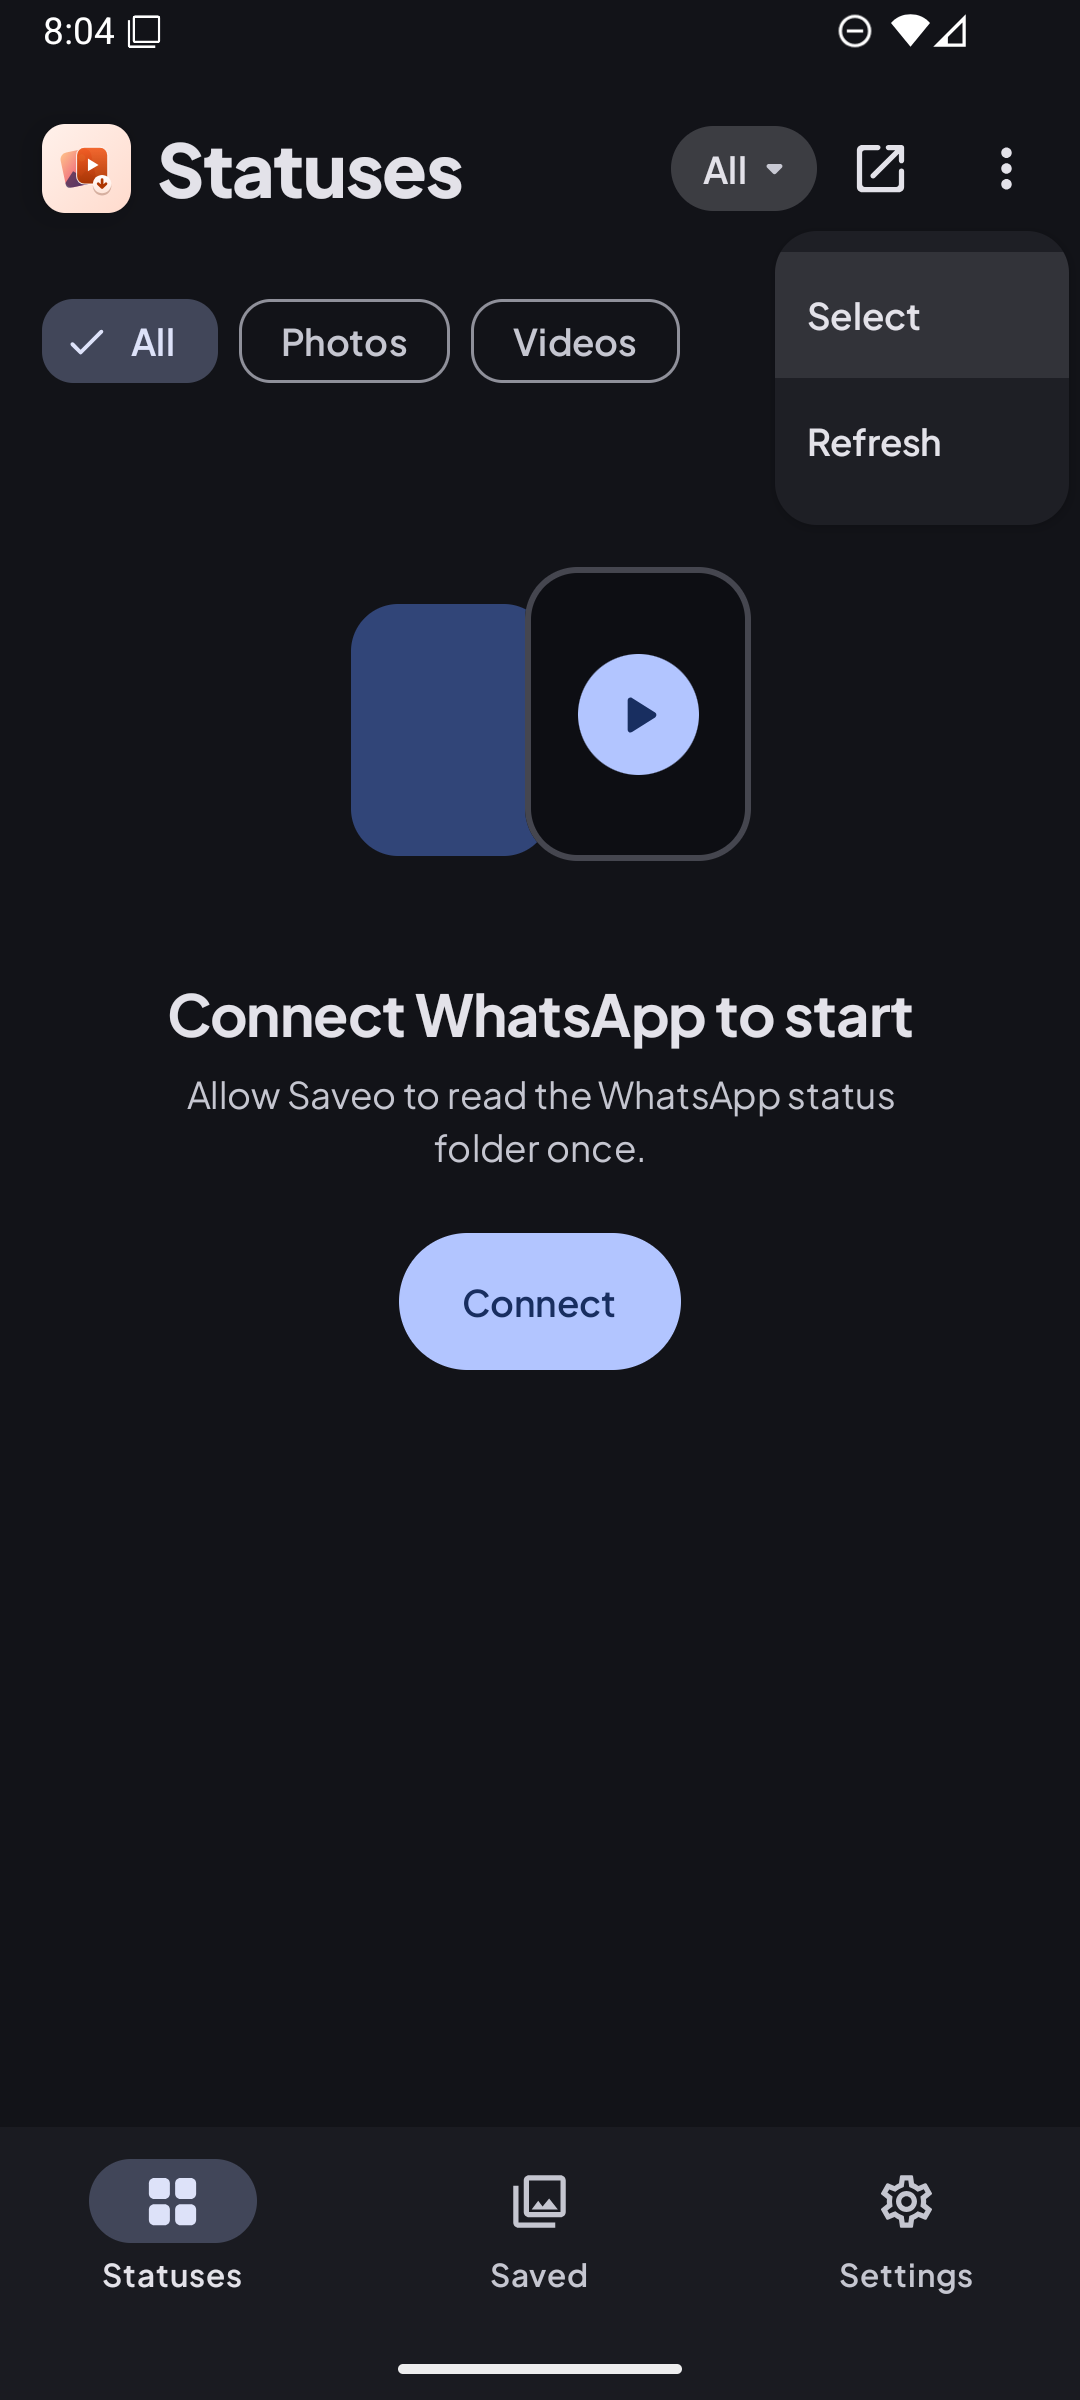 8:04
Statuses
All
Select
Refresh
All
Photos
Videos
Connect WhatsApp to start
Allow Saveo to read the WhatsApp status
folder once.
Connect
Statuses
Saved
Settings